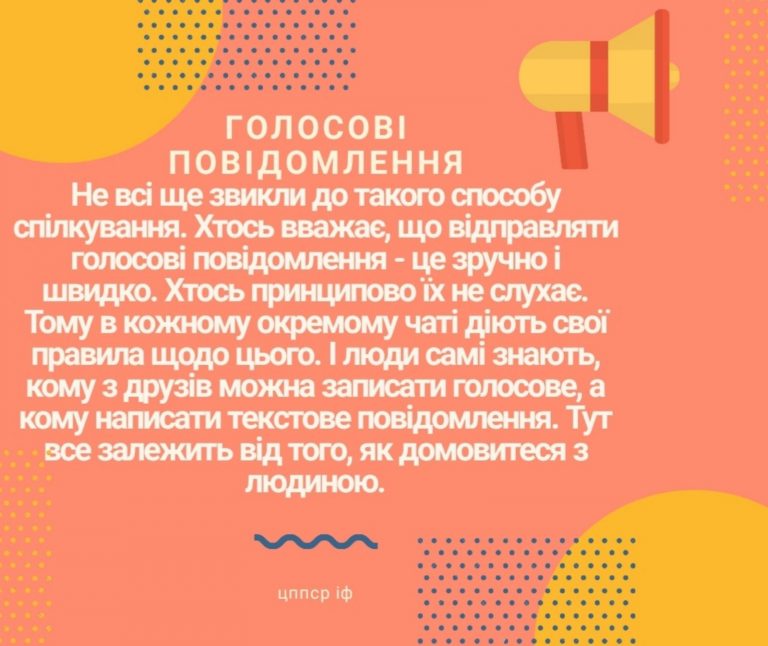 ГОЛОСОВІ
ПОВІДОМЛЕННЯ
Не всі ще звикли до такого способу
спілкування. Хтось вважає, що відправляти
голосові повідомлення - це зручно і
швидко. Хтось принципово їх не слухає.
Тому в кожному окремому чаті діють свої
правила щодо цього. І люди самі знають,
кому з друзів можна записати голосове, а
кому написати текстове повідомлення. Тут
все залежить від того, як домовитеся з
людиною.
цппср іф